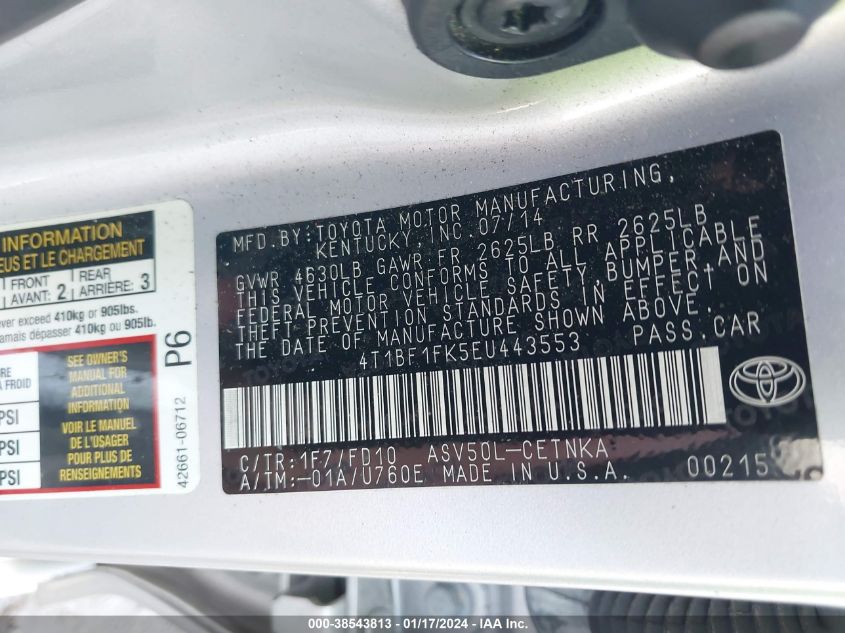 INFORMATION
EUS ET LE CHARGEMENT
FRONT
AVANT: 2
REAR
ARRIÈRE: 3
ever exceed 410kg or 905lbs.
amais dépasser 410kg ou 905lb.
P6
RE
A FROID
PSI
PSI
PSI
SEE OWNER'S
MANUAL FOR
ADDITIONAL
INFORMATION
VOIR LE MANUEL
DE L'USAGER
POUR PLUS DE
RENSEIGNEMENTS
42661-06712
MFD. BY: TOYOTA MOTOR MANUFACTURING,
KENTUCKY, INC. 07/14
GVWR 4630LB GAWR FR 2625LB RR 2625LB
THIS VEHICLE CONFORMS TO ALL APPLICABLE
FEDERAL MOTOR VEHICLE SAFETY, BUMPER, AND
THEFT PREVENTION STANDARDS IN EFFECT ON
THE DATE OF MANUFACTURE SHOWN ABOVE.
4T1BF1FK5EU443553 PASS. CAR
C/TR: 1F7/FD10 ASV50L-CETNKA
A/TM:-01A/U760E MADE IN U.S.A. 00215
000-38543813 - 01/17/2024 - IAA Inc.